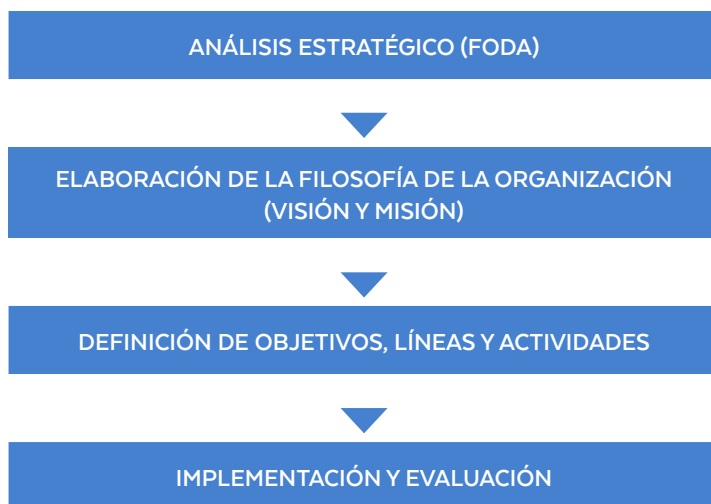 ANÁLISIS ESTRATÉGICO (FODA)
ELABORACIÓN DE LA FILOSOFÍA DE LA ORGANIZACIÓN
(VISIÓN Y MISIÓN)
DEFINICIÓN DE OBJETIVOS, LÍNEAS Y ACTIVIDADES
IMPLEMENTACIÓN Y EVALUACIÓN